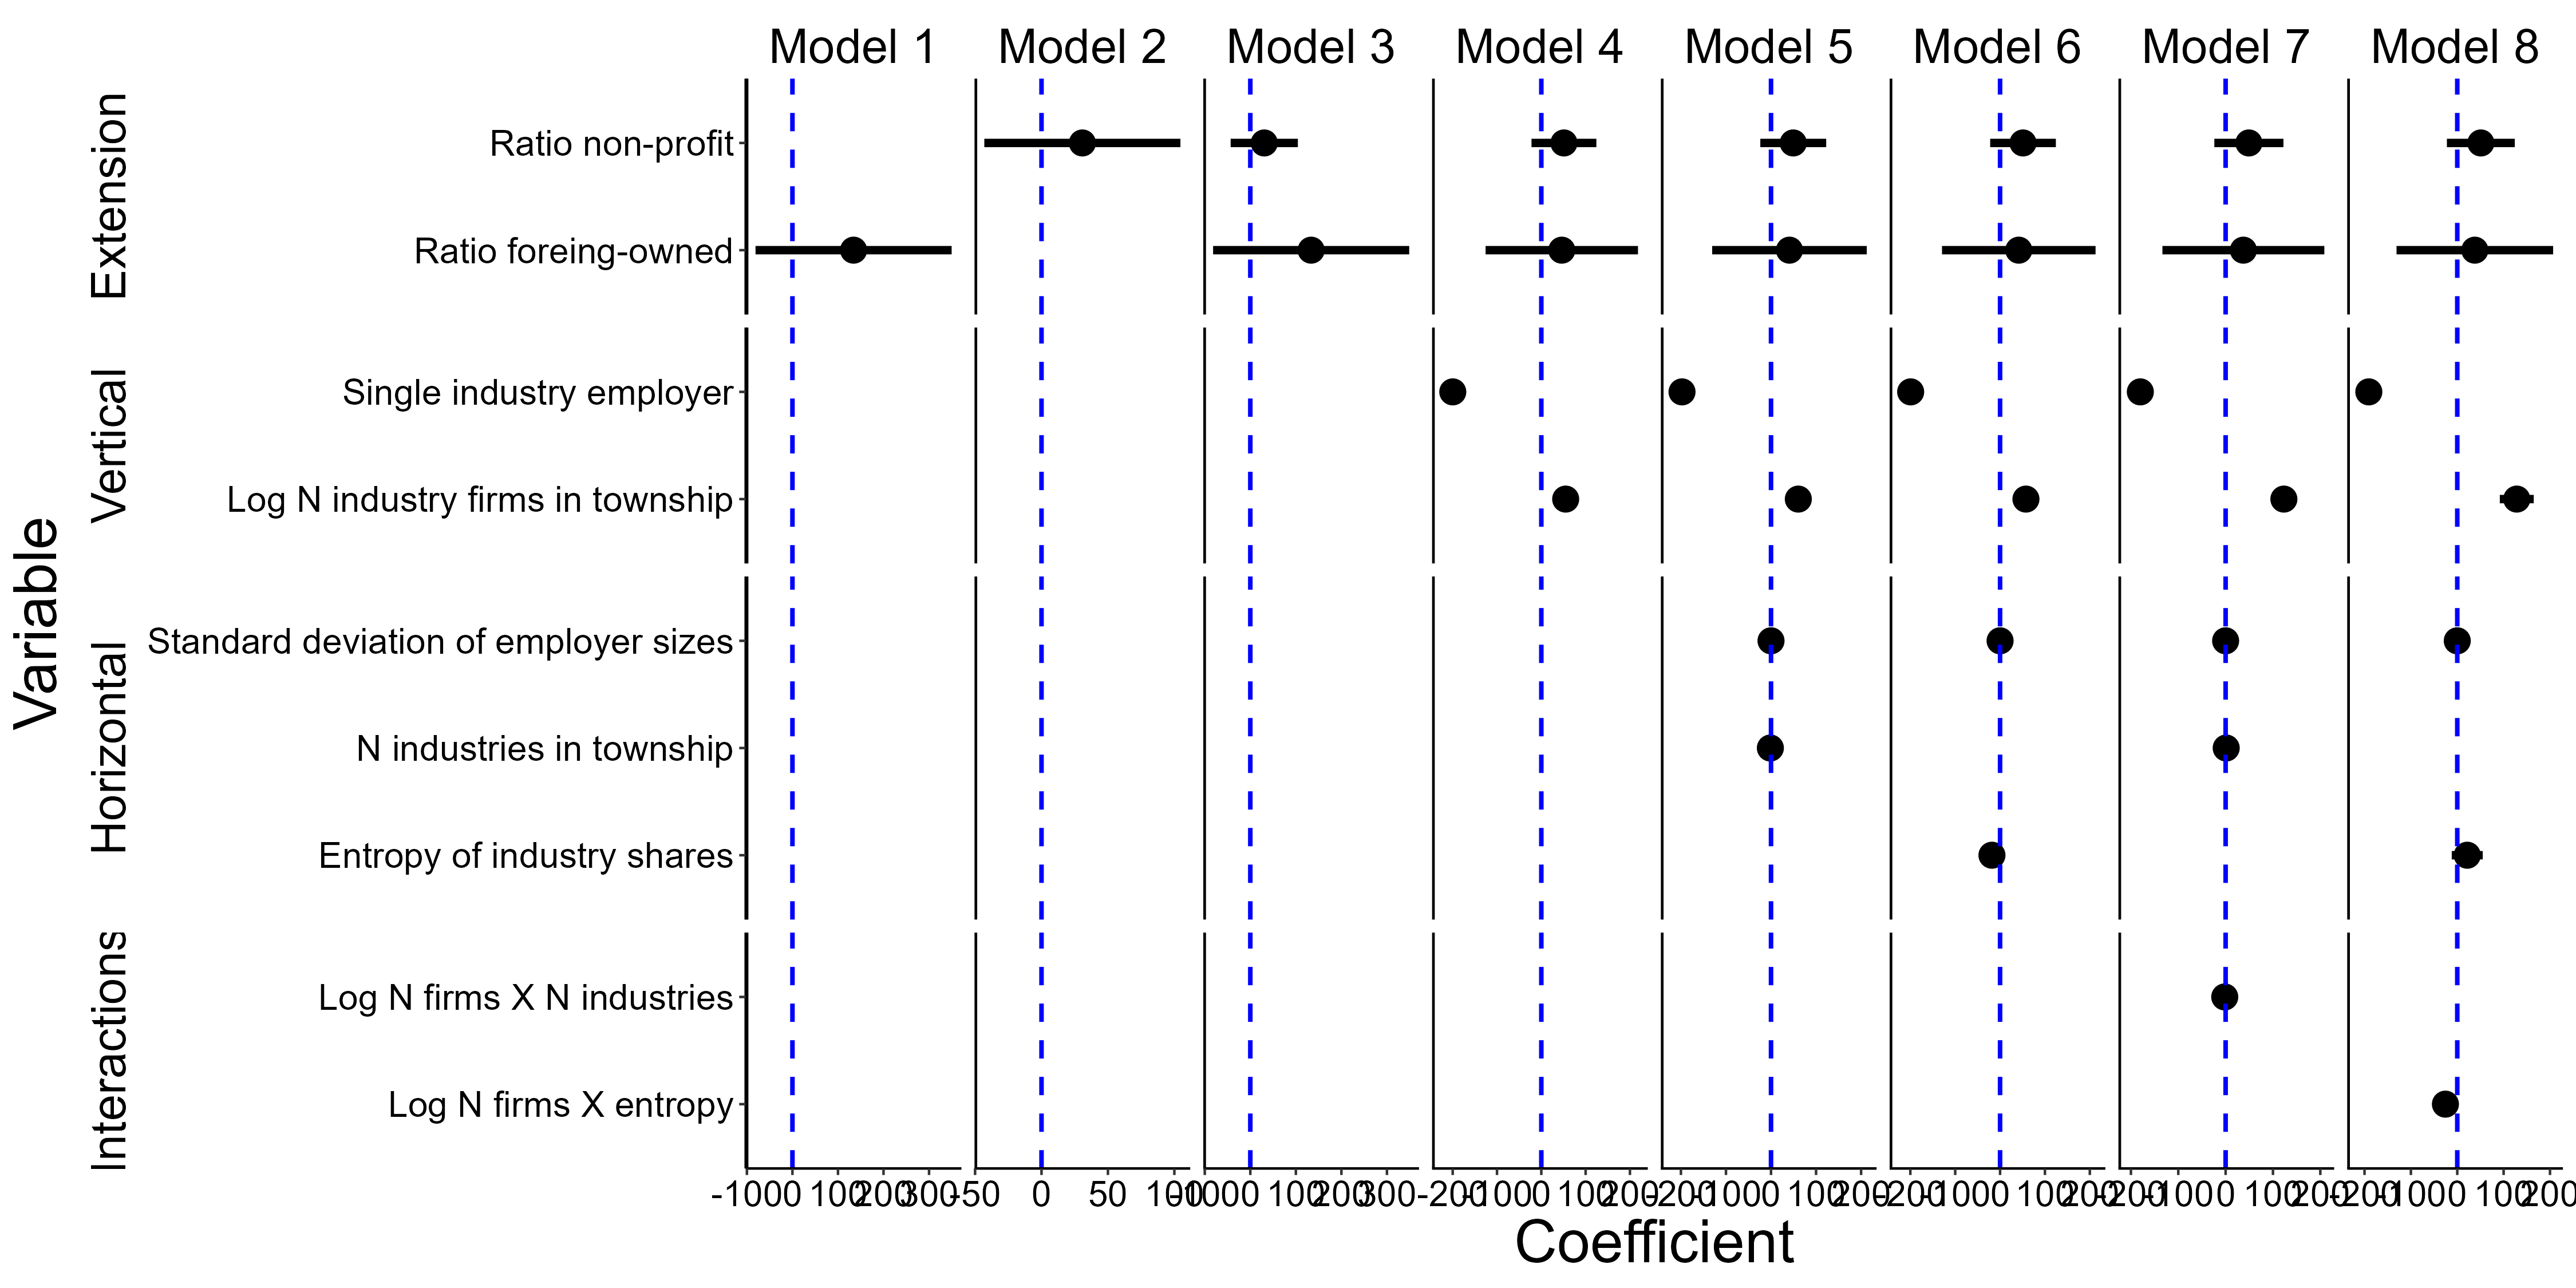 Model 1 Model 2 Model 3 Model 4 Model 5 Model 6 Model 7 Model 8
Variable
Extension
Ratio non-profit
Ratio foreing-owned
Vertical
Single industry employer
Log N industry firms in township
Horizontal
Standard deviation of employer sizes
N industries in township
Entropy of industry shares
Interactions
Log N firms X N industries
Log N firms X entropy
-100 0 100 200 300 -50 0 50 100 -100 0 100 200 300 -200 -100 0 100 200 -200 -100 0 100 200 -200 -100 0 100 200 -200 -100 0 100 200 -200 -100 0 100 200
Coefficient